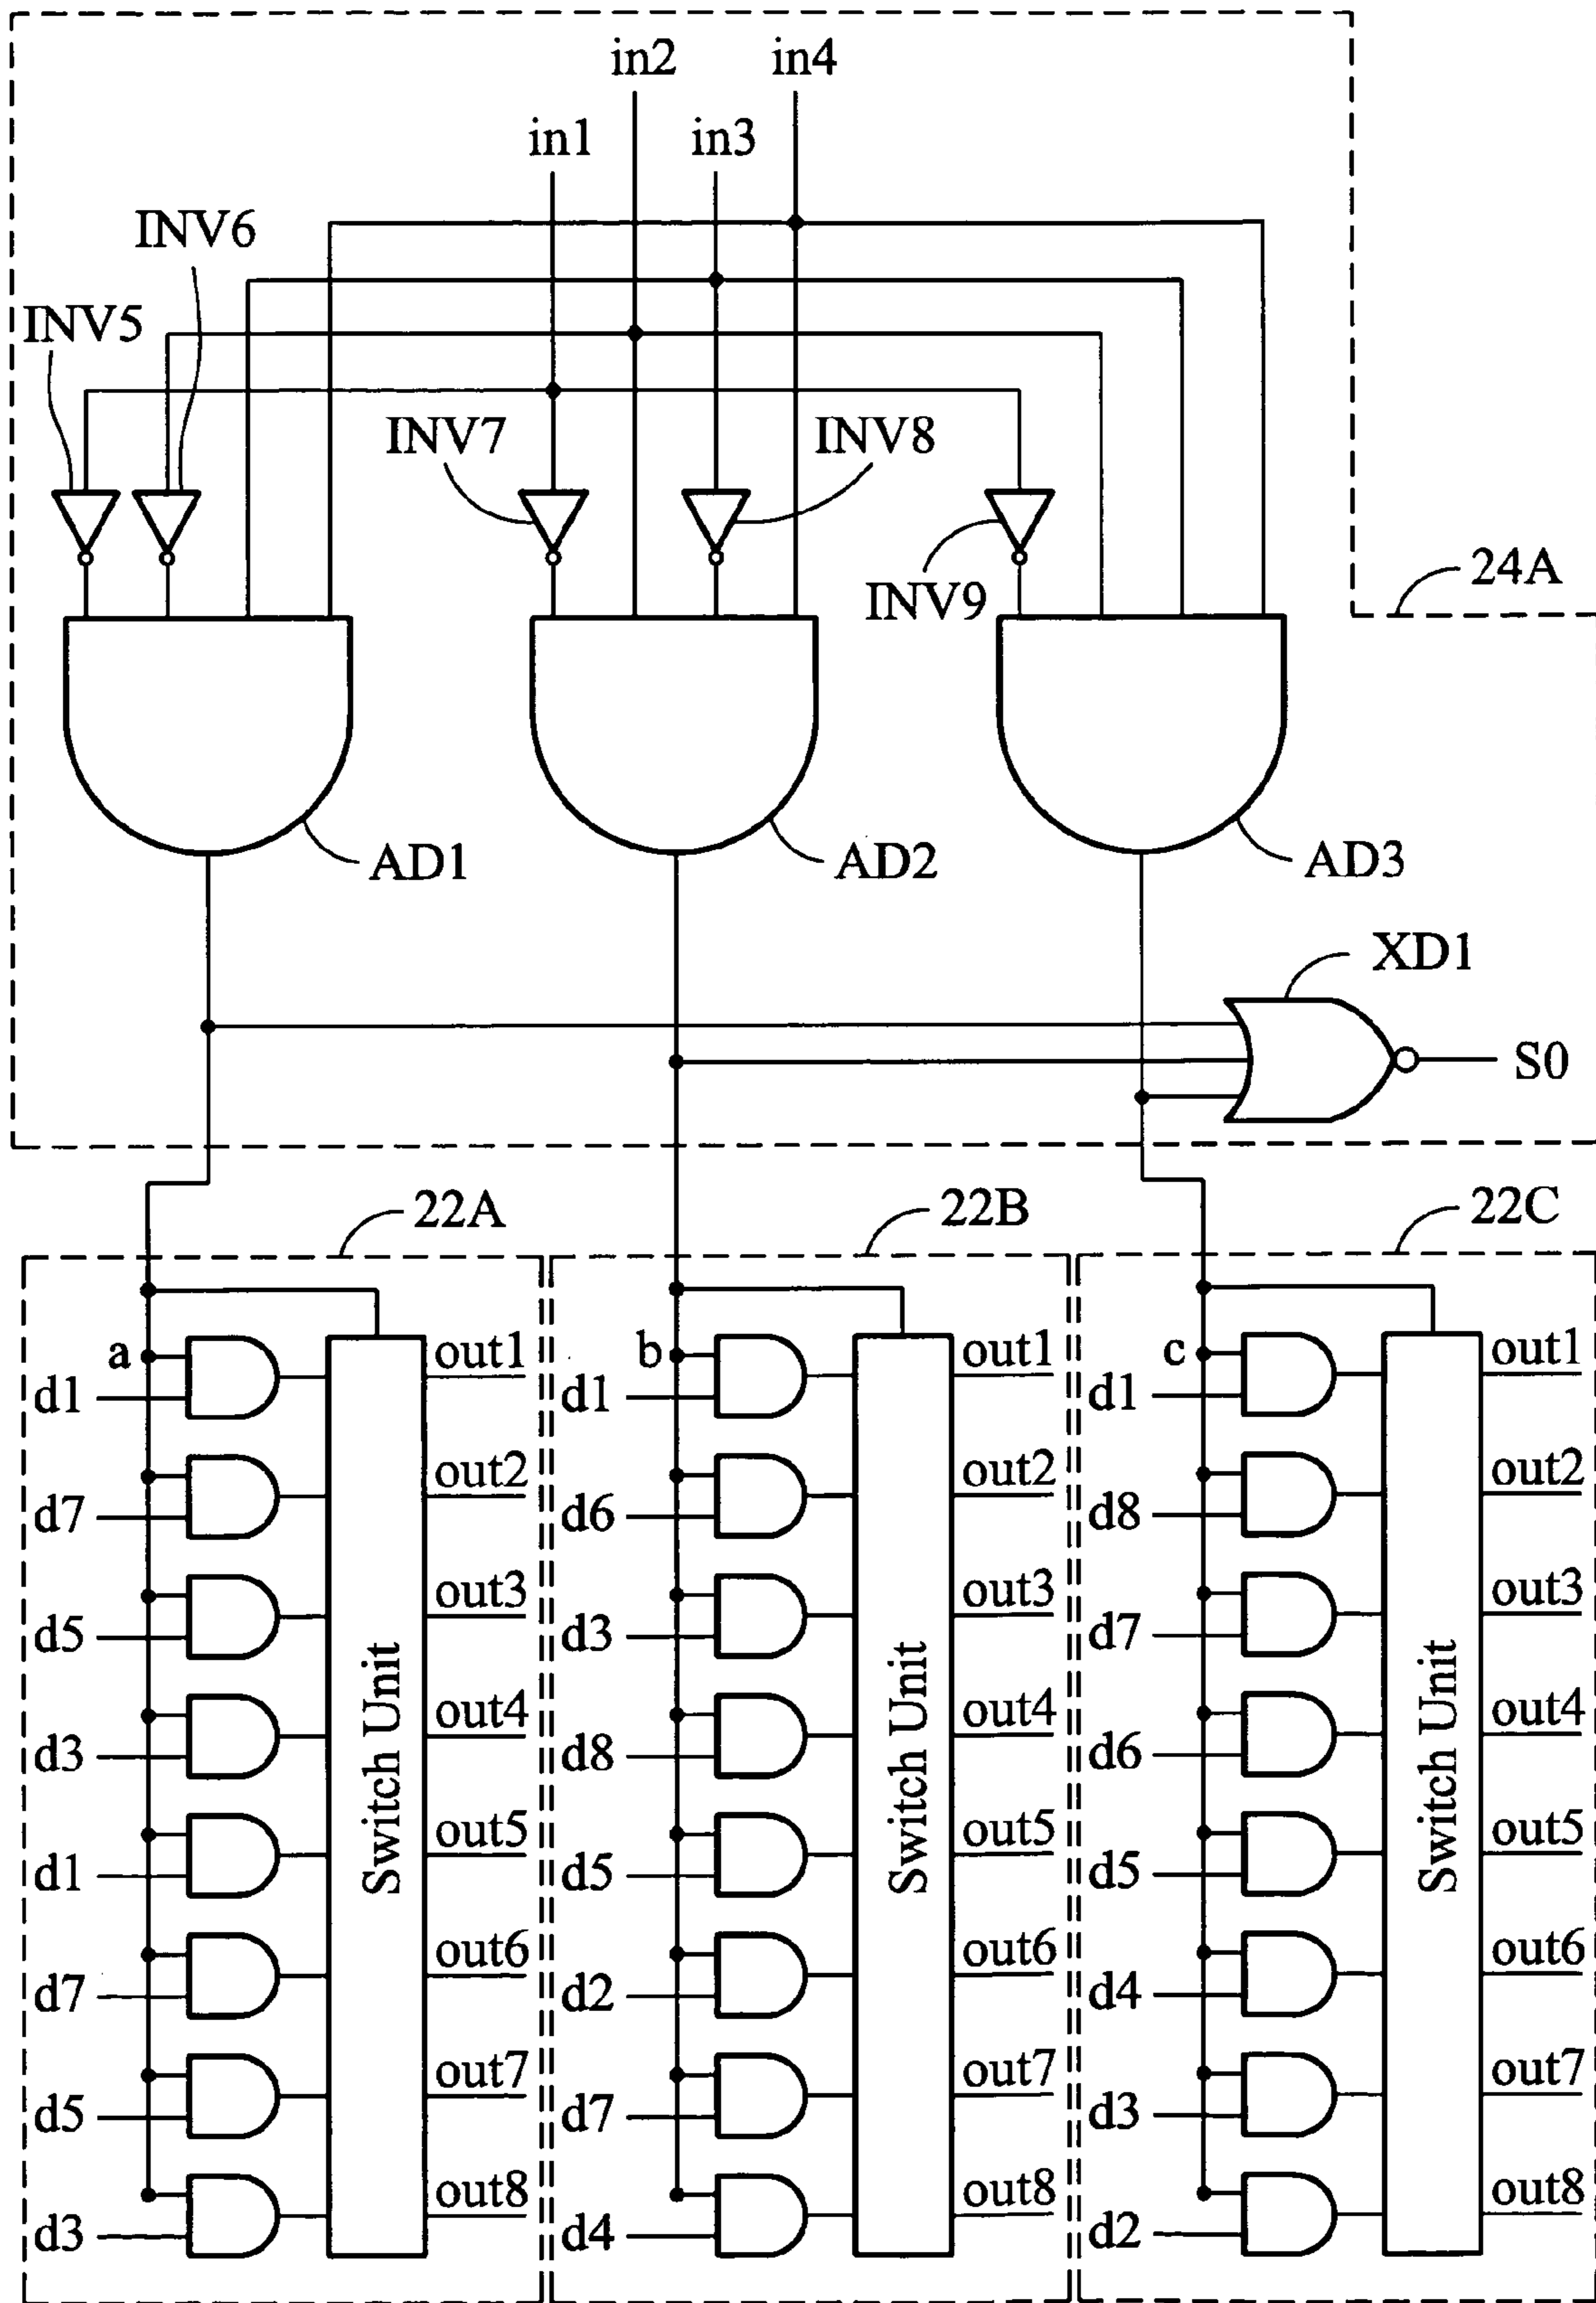 in2
in4
in1
in3
INV6
INV5
INV7
INV8
INV9
24A
AD1
AD2
AD3
XD1
S0
22A
22B
22C
a
d1
out1
d7
out2
d5
out3
d3
out4
d1
out5
d7
out6
d5
out7
d3
out8
Switch Unit
b
d1
out1
d6
out2
d3
out3
d8
out4
d5
out5
d2
out6
d7
out7
d4
out8
Switch Unit
c
d1
out1
d8
out2
d7
out3
d6
out4
d5
out5
d4
out6
d3
out7
d2
out8
Switch Unit